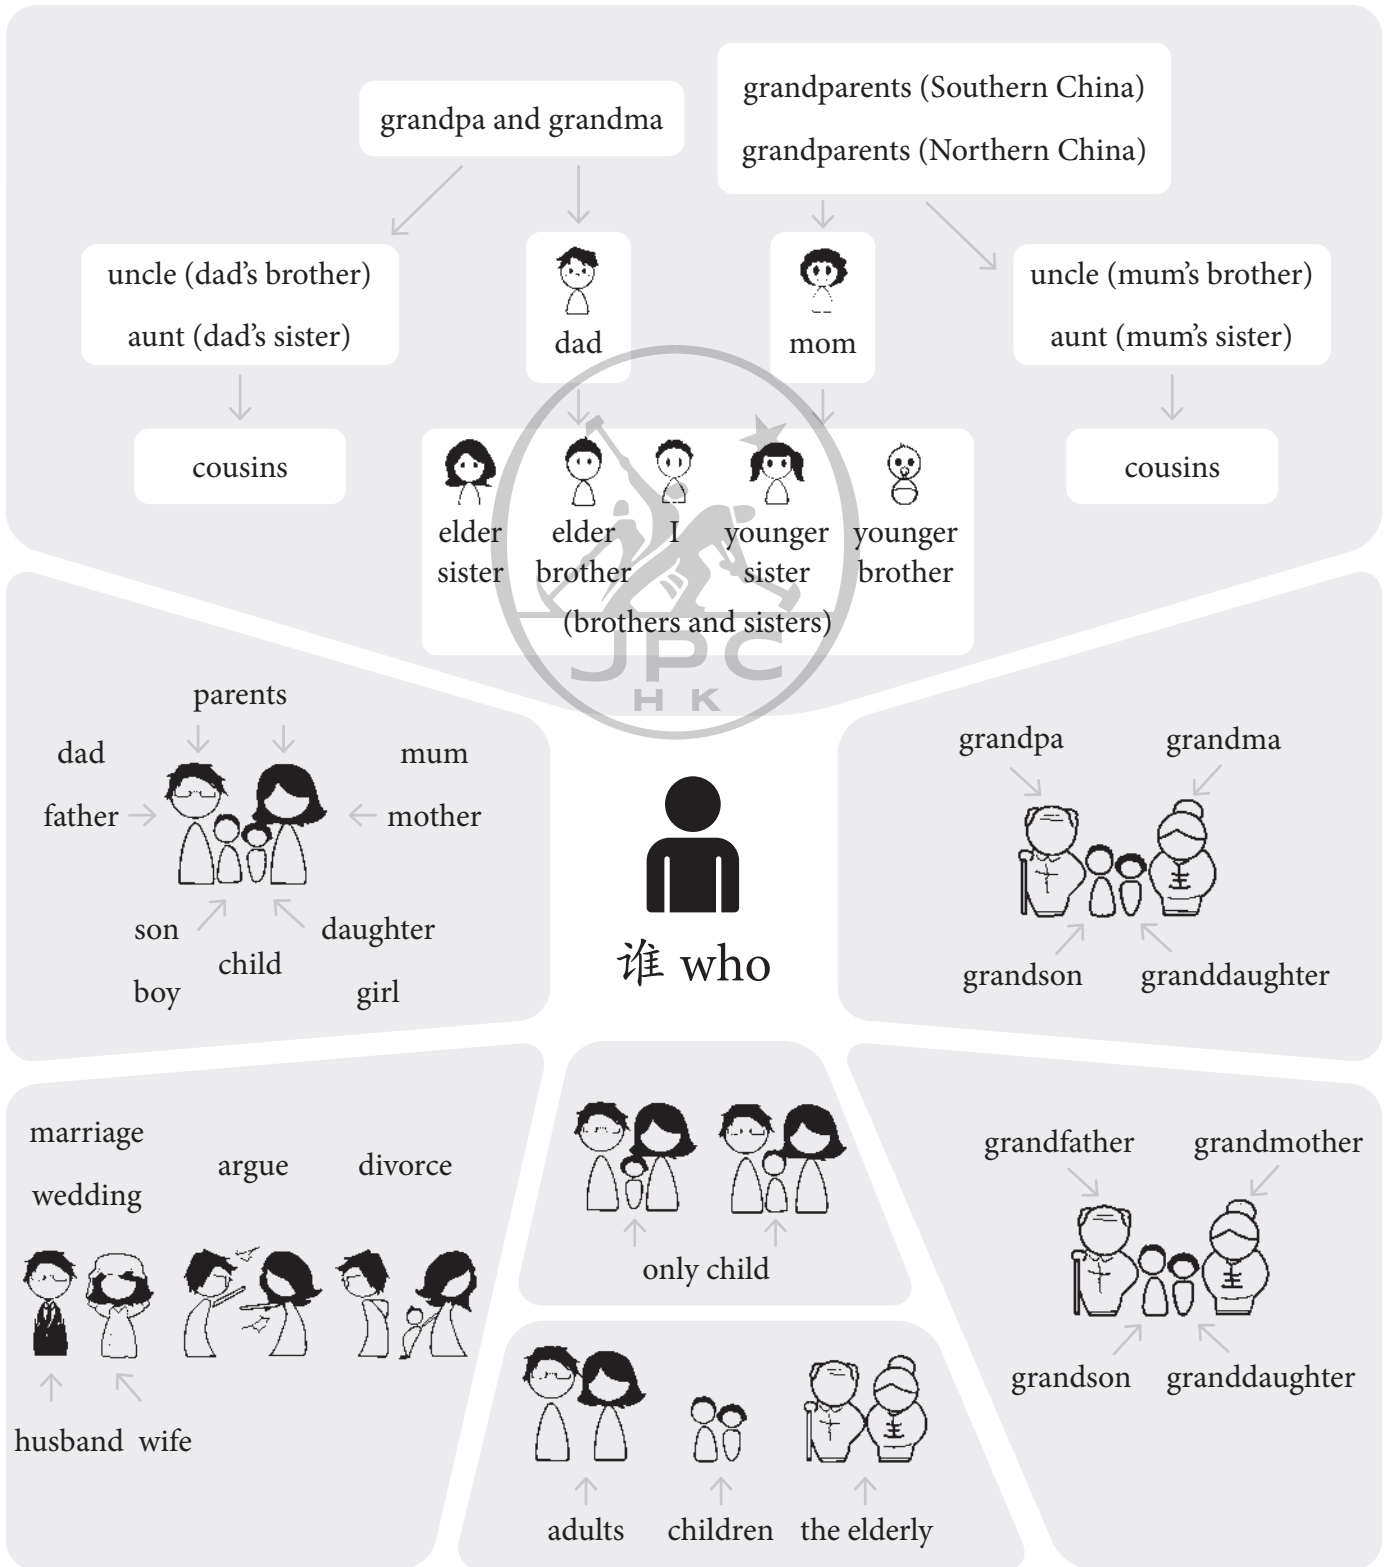 grandpa and grandma
grandparents (Southern China)
grandparents (Northern China)
uncle (dad's brother)
aunt (dad's sister)
dad
mom
uncle (mum's brother)
aunt (mum's sister)
cousins
elder sister
elder brother
I
younger sister
younger brother
(brothers and sisters)
cousins
JPC
HK
parents
dad
father
mum
mother
son
boy
child
daughter
girl
谁 who
grandpa
grandma
grandson
granddaughter
marriage
wedding
argue
divorce
husband
wife
only child
adults
children
the elderly
grandfather
grandmother
grandson
granddaughter